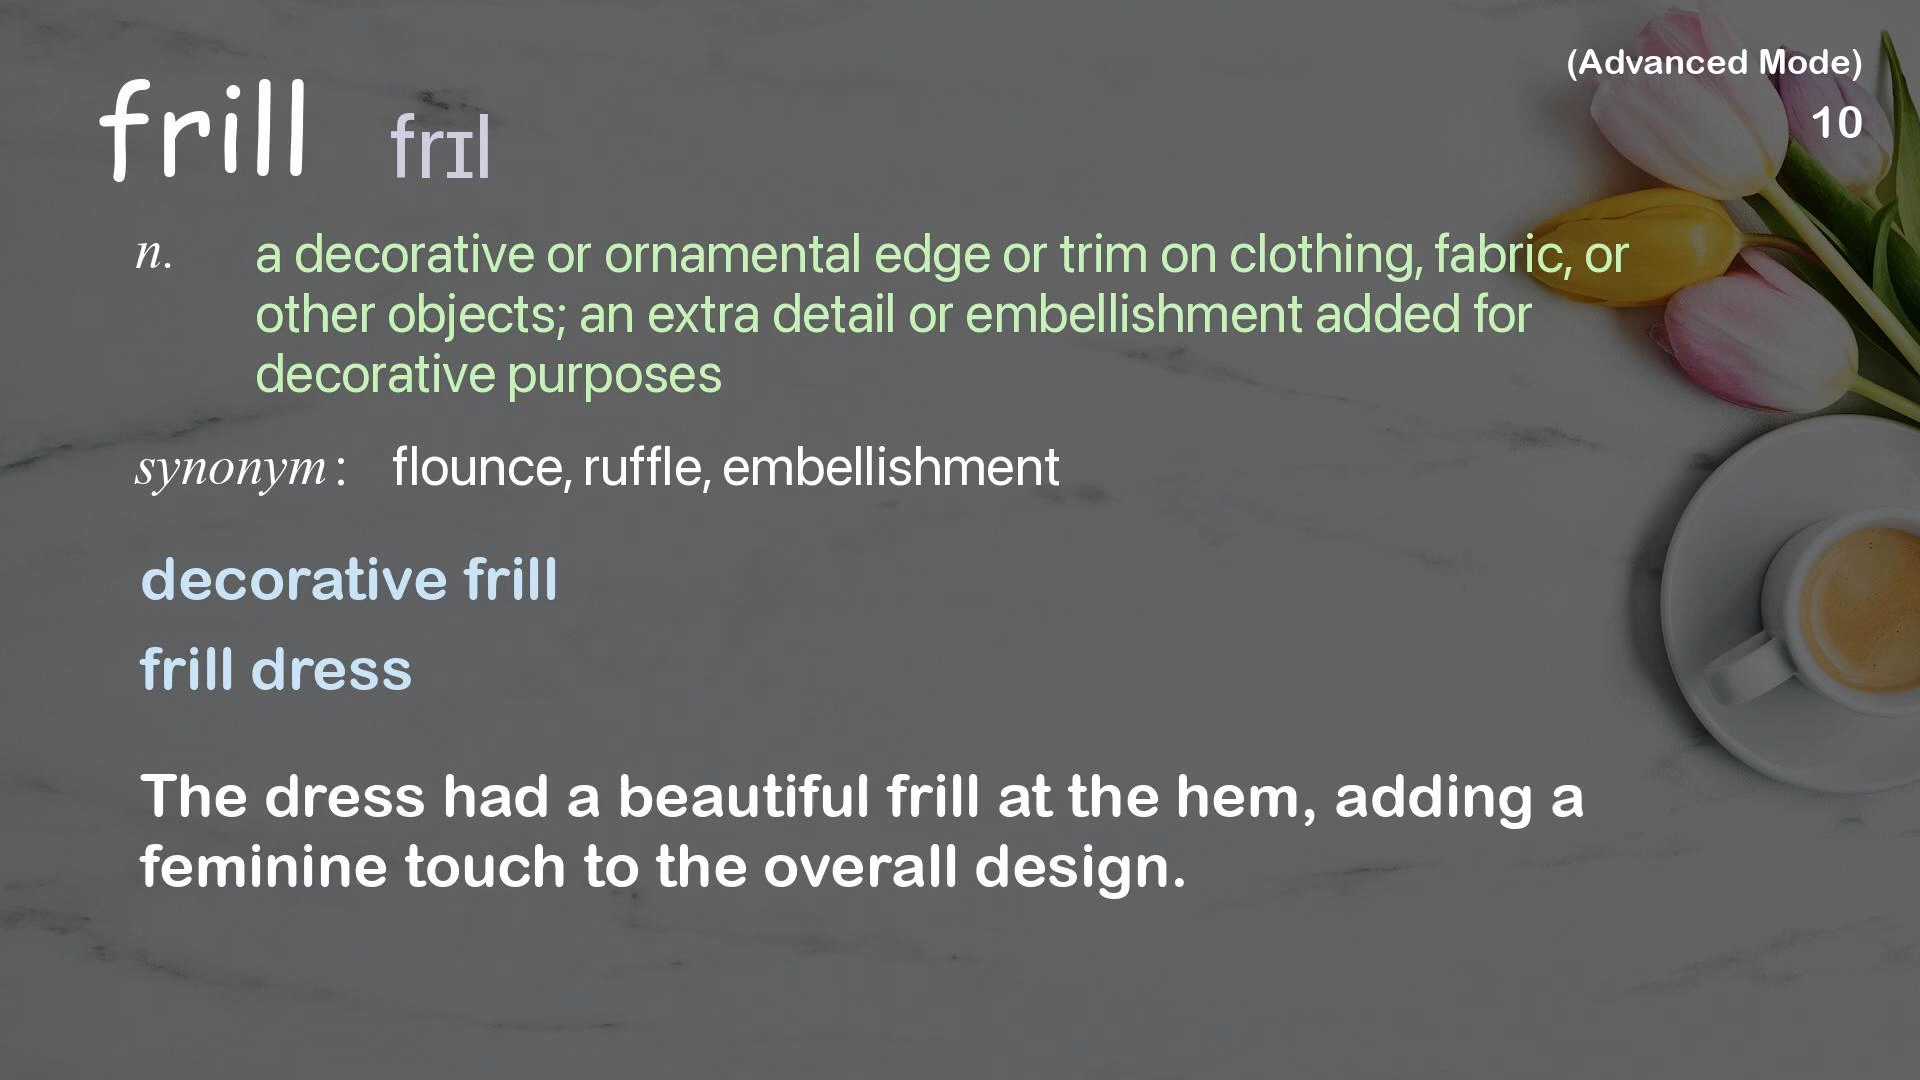 (Advanced Mode)
10
frill frɪl
n. a decorative or ornamental edge or trim on clothing, fabric, or
other objects; an extra detail or embellishment added for
decorative purposes
synonym: flounce, ruffle, embellishment
decorative frill
frill dress
The dress had a beautiful frill at the hem, adding a
feminine touch to the overall design.